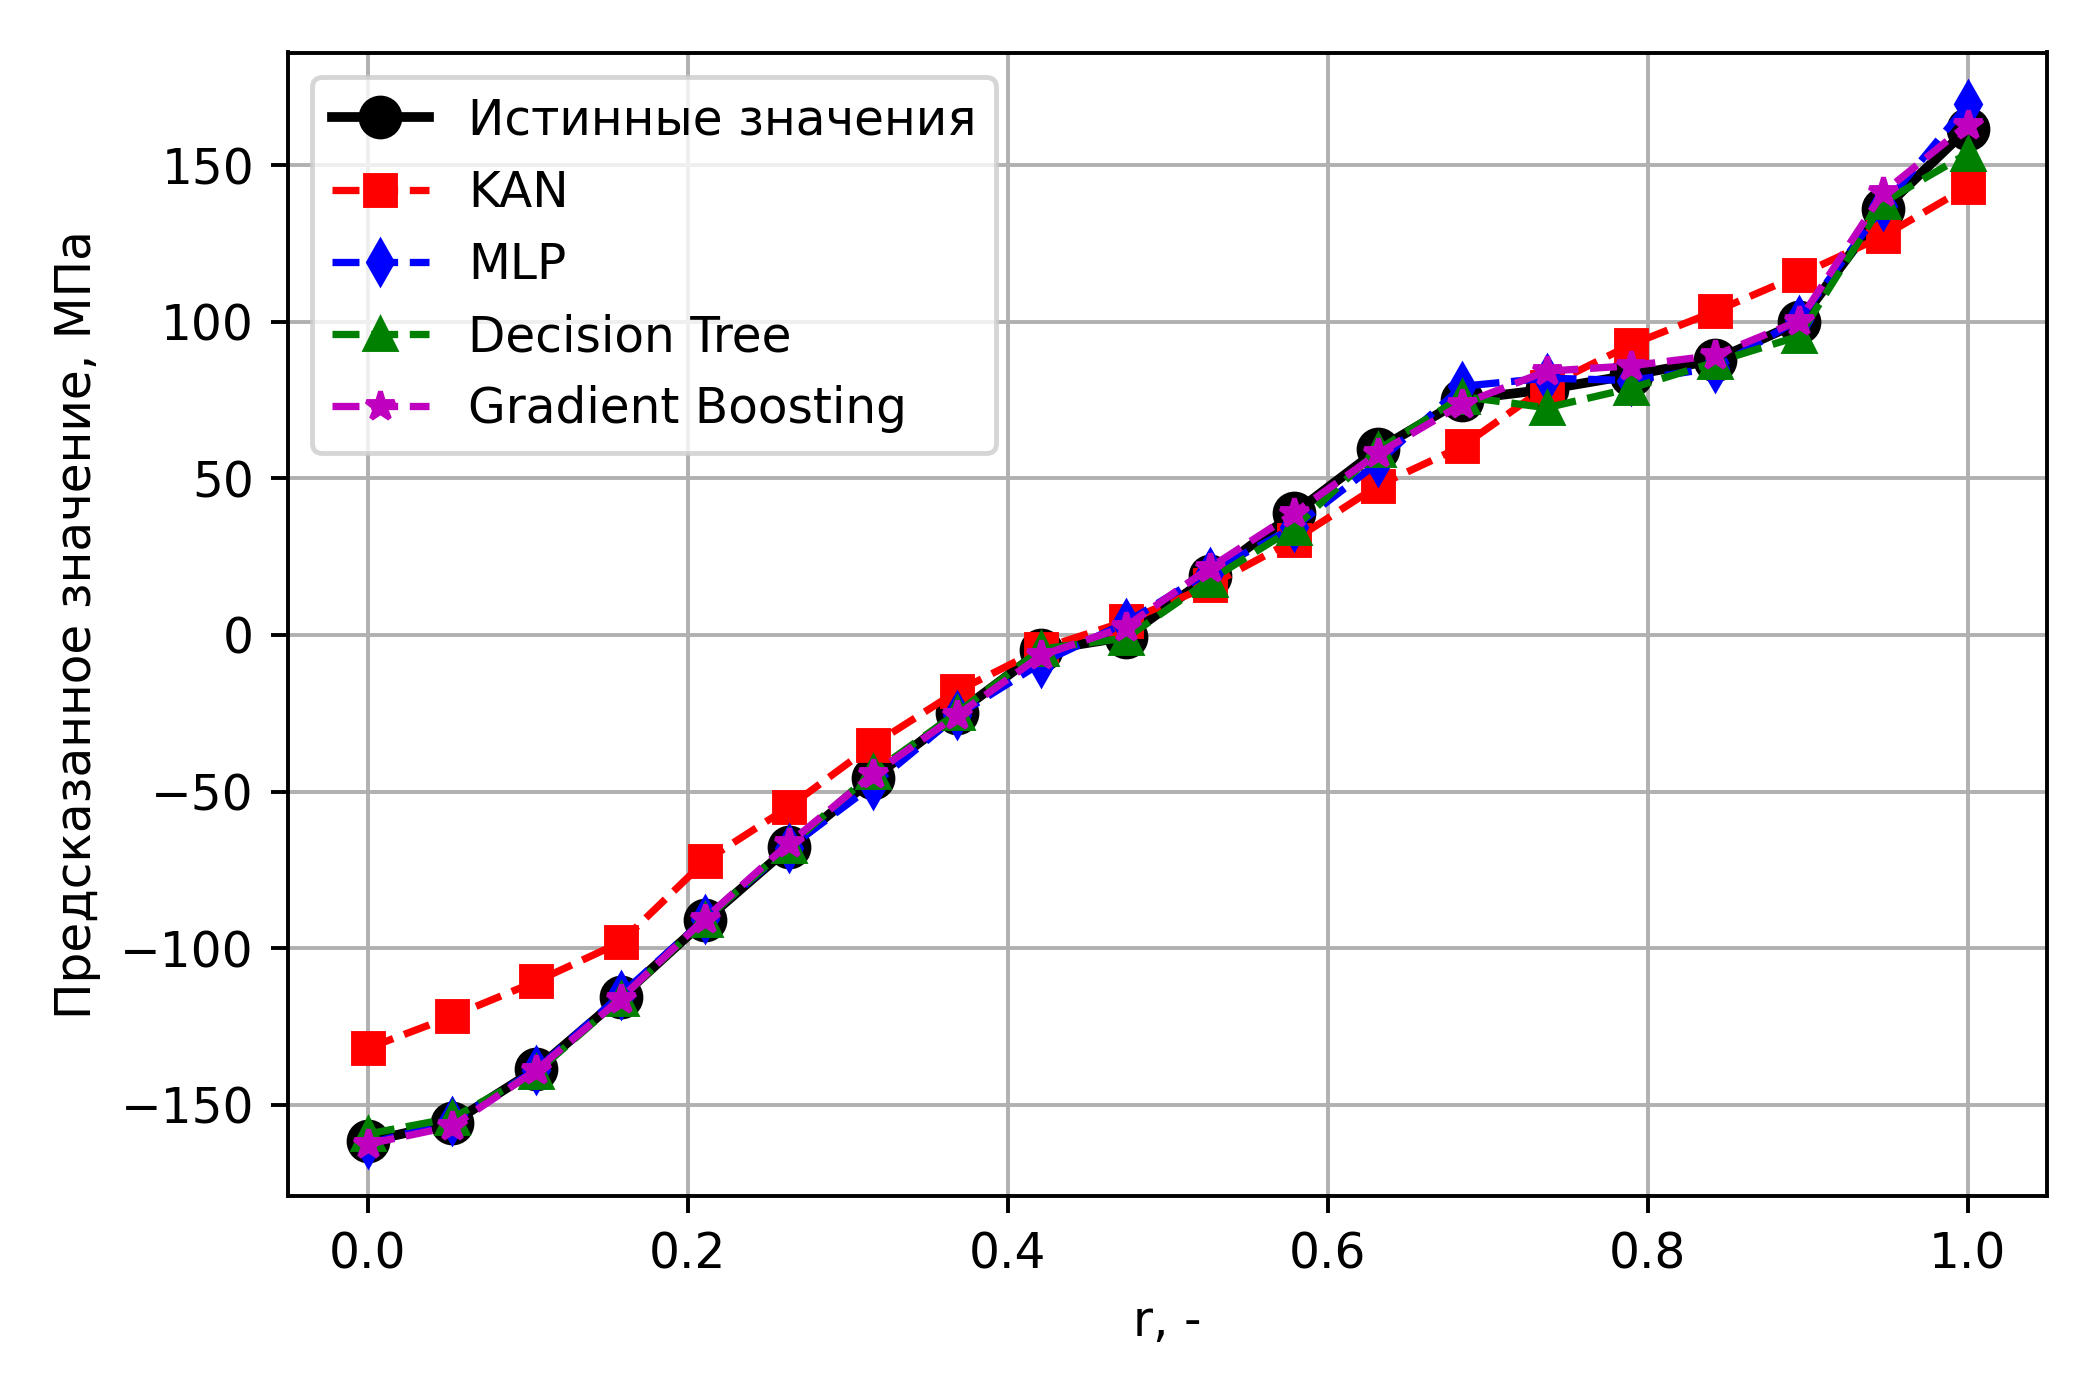 Истинные значения
KAN
MLP
Decision Tree
Gradient Boosting
Предсказанное значение, МПа
150
100
50
0
−50
−100
−150
0.0 0.2 0.4 0.6 0.8 1.0
r, -